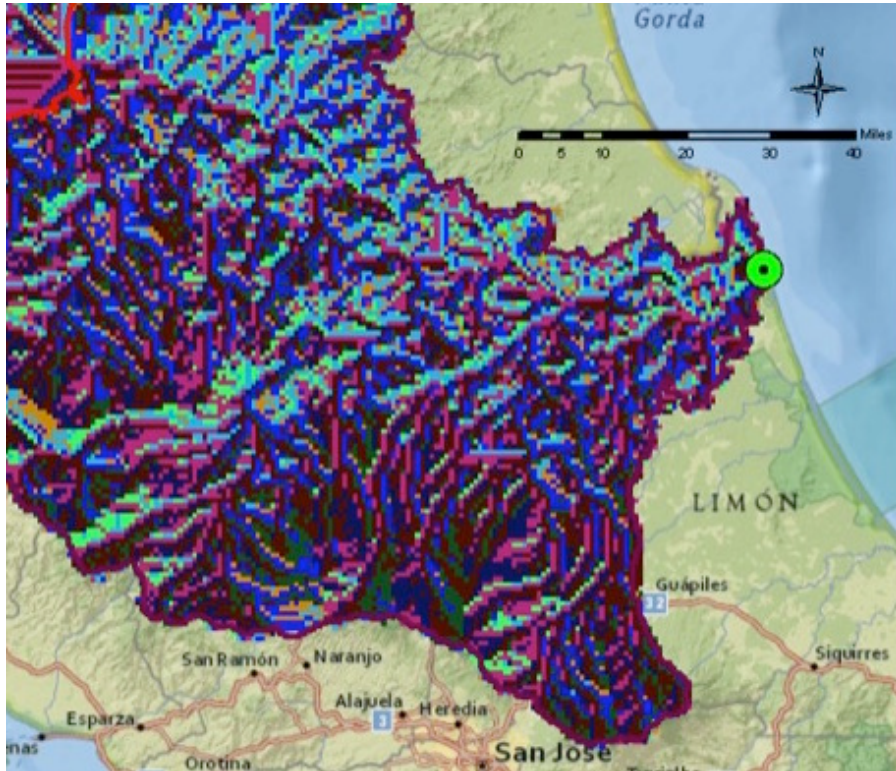 Gorda
N
Miles
0 5 10 20 30 40
LIMÓN
Guápiles
32
Siquirres
San Ramón
Naranjo
Alajuela
Heredia
3
Esparza
enas
Orotina
San José